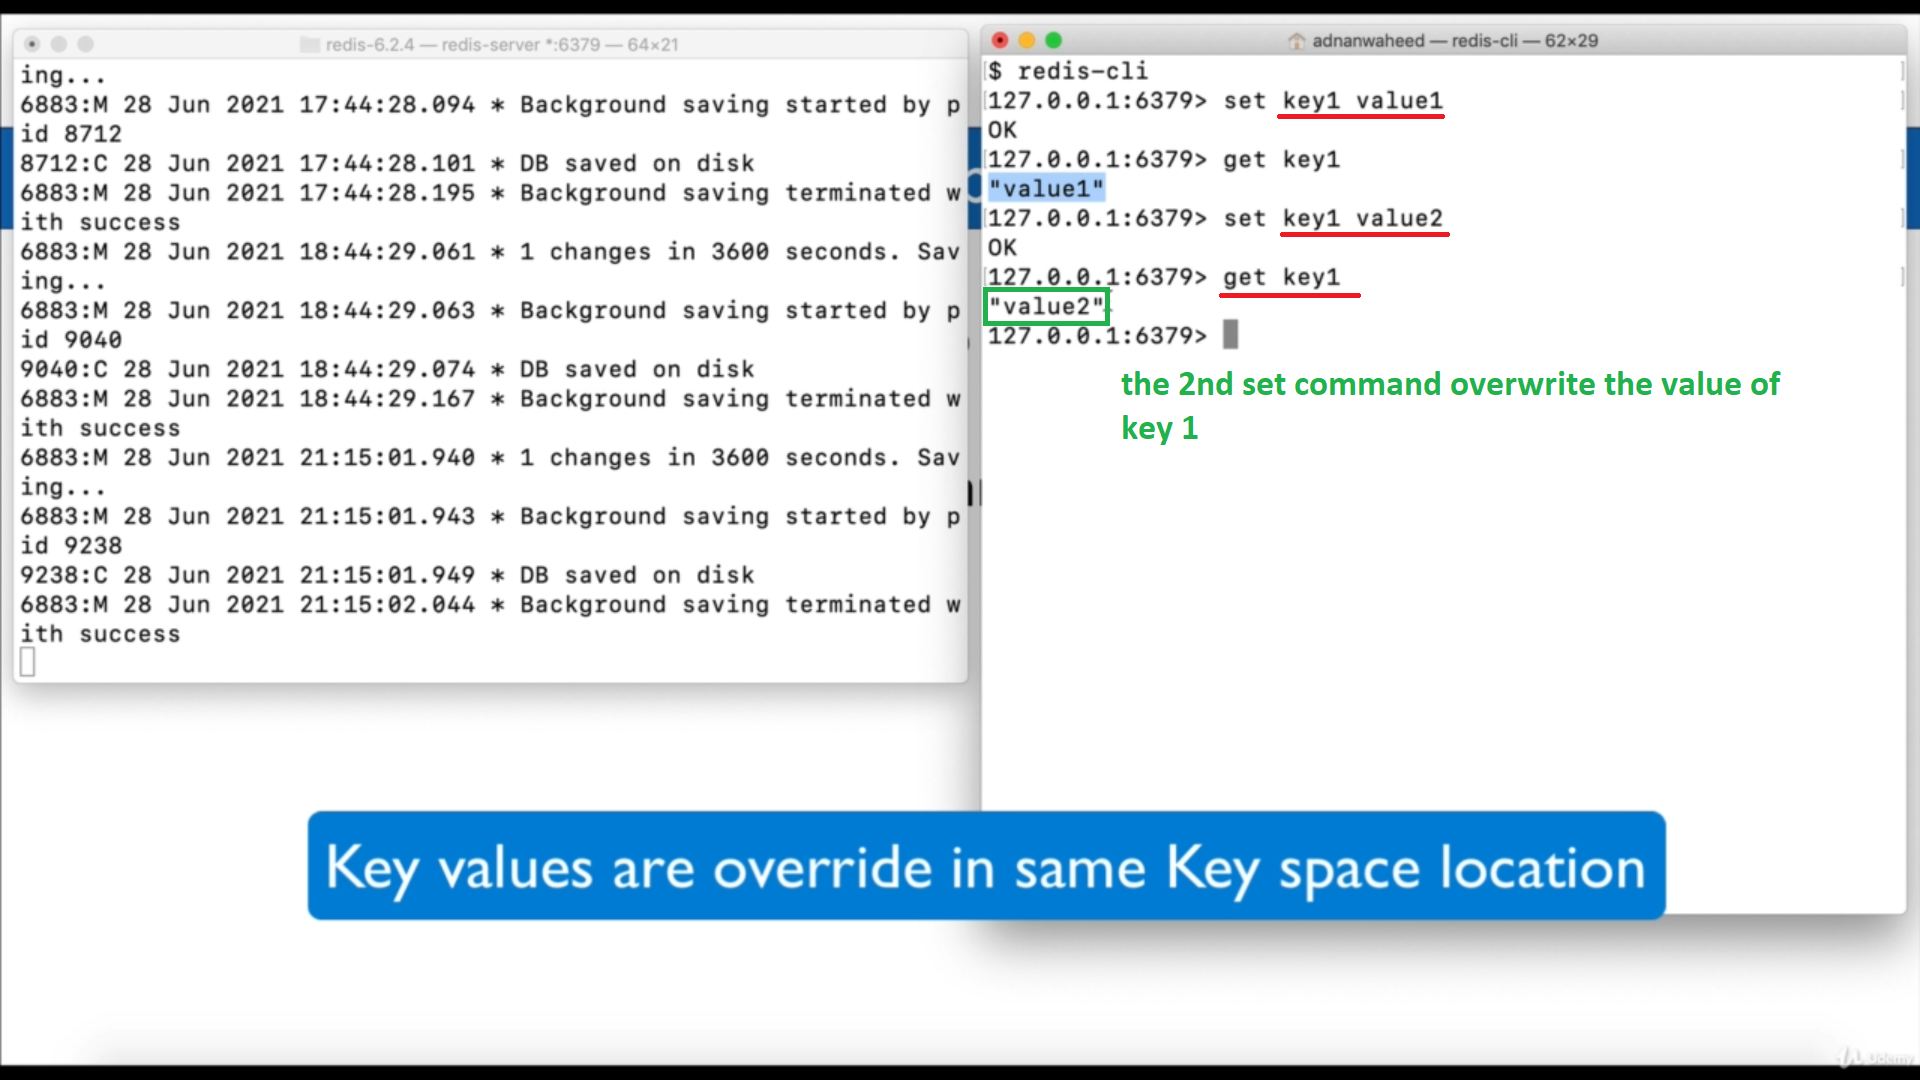 redis-6.2.4 — redis-server *:6379 — 64×21
ing...
6883:M 28 Jun 2021 17:44:28.094 * Background saving started by p
id 8712
8712:C 28 Jun 2021 17:44:28.101 * DB saved on disk
6883:M 28 Jun 2021 17:44:28.195 * Background saving terminated w
ith success
6883:M 28 Jun 2021 18:44:29.061 * 1 changes in 3600 seconds. Sav
ing...
6883:M 28 Jun 2021 18:44:29.063 * Background saving started by p
id 9040
9040:C 28 Jun 2021 18:44:29.074 * DB saved on disk
6883:M 28 Jun 2021 18:44:29.167 * Background saving terminated w
ith success
6883:M 28 Jun 2021 21:15:01.940 * 1 changes in 3600 seconds. Sav
ing...
6883:M 28 Jun 2021 21:15:01.943 * Background saving started by p
id 9238
9238:C 28 Jun 2021 21:15:01.949 * DB saved on disk
6883:M 28 Jun 2021 21:15:02.044 * Background saving terminated w
ith success
adnanwaheed — redis-cli — 62×29
[$ redis-cli ]
[127.0.0.1:6379> set key1 value1 ]
OK
[127.0.0.1:6379> get key1 ]
"value1"
[127.0.0.1:6379> set key1 value2 ]
OK
[127.0.0.1:6379> get key1 ]
"value2"
127.0.0.1:6379>
the 2nd set command overwrite the value of
key 1
Key values are override in same Key space location
Udemy